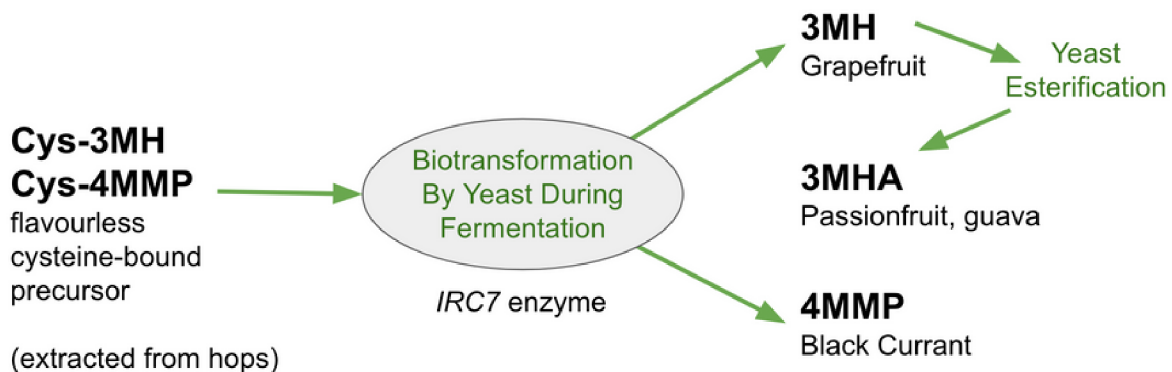 Cys-3MH
Cys-4MMP
flavourless
cysteine-bound
precursor
(extracted from hops)
Biotransformation
By Yeast During
Fermentation
IRC7 enzyme
3MH
Grapefruit
Yeast
Esterification
3MHA
Passionfruit, guava
4MMP
Black Currant